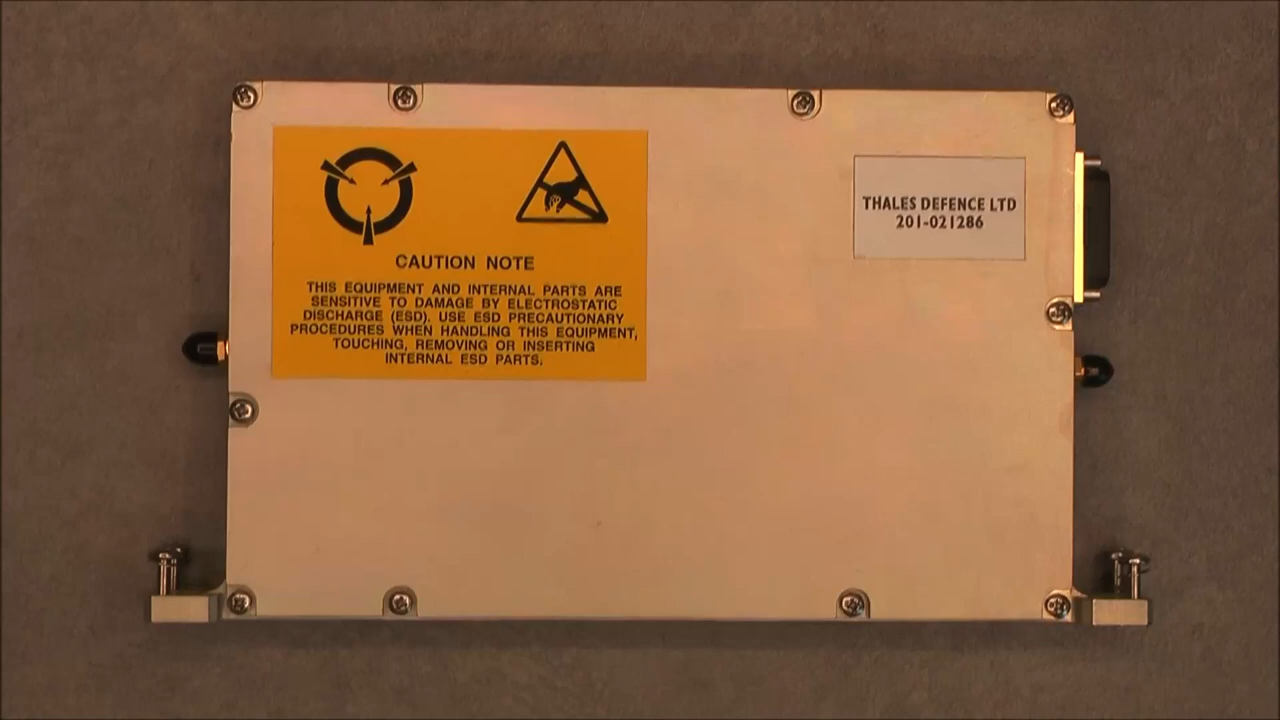 CAUTION NOTE
THIS EQUIPMENT AND INTERNAL PARTS ARE
SENSITIVE TO DAMAGE BY ELECTROSTATIC
DISCHARGE (ESD). USE ESD PRECAUTIONARY
PROCEDURES WHEN HANDLING THIS EQUIPMENT,
TOUCHING, REMOVING OR INSERTING
INTERNAL ESD PARTS.
THALES DEFENCE LTD
201-021286